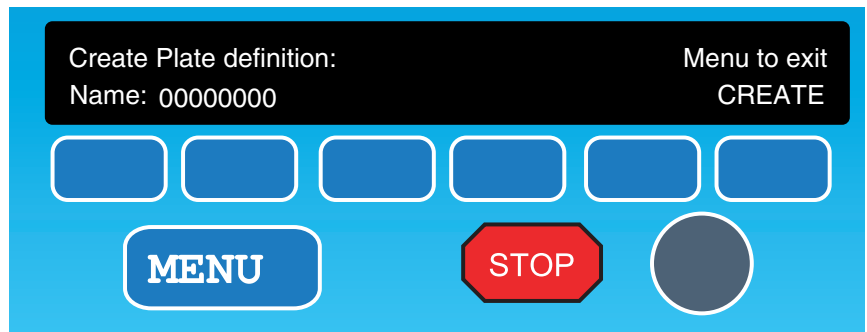 Create Plate definition: Menu to exit
Name: 00000000 CREATE
MENU STOP